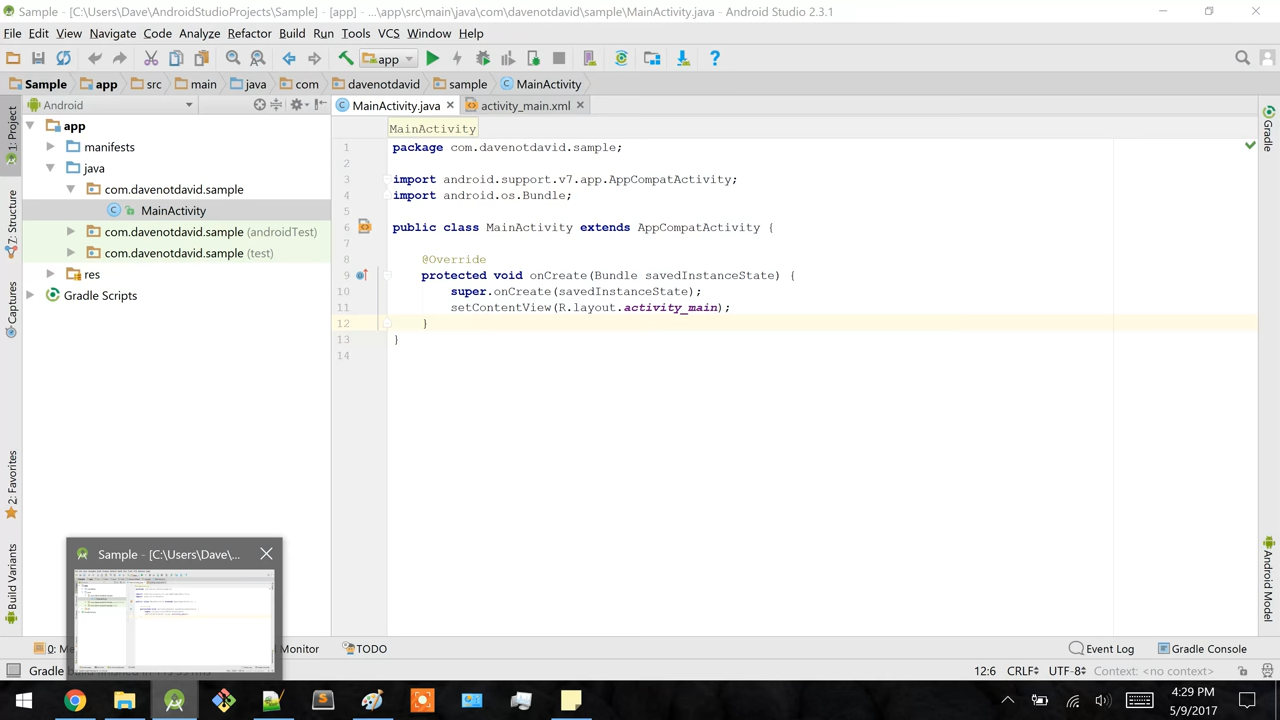 Sample - [C:\Users\Dave\AndroidStudioProjects\Sample] - [app] - ...\app\src\main\java\com\davenotdavid\sample\MainActivity.java - Android Studio 2.3.1
File Edit View Navigate Code Analyze Refactor Build Run Tools VCS Window Help
app
Sample app src main java com davenotdavid sample MainActivity
1: Project
Z: Structure
Captures
2: Favorites
Build Variants
Android
app
manifests
java
com.davenotdavid.sample
MainActivity
com.davenotdavid.sample (androidTest)
com.davenotdavid.sample (test)
res
Gradle Scripts
MainActivity.java activity_main.xml
MainActivity
1 package com.davenotdavid.sample;
2
3 import android.support.v7.app.AppCompatActivity;
4 import android.os.Bundle;
5
6 public class MainActivity extends AppCompatActivity {
7
8 @Override
9 protected void onCreate(Bundle savedInstanceState) {
10 super.onCreate(savedInstanceState);
11 setContentView(R.layout.activity_main);
12 }
13 }
14
Gradle
Android Model
Sample - [C:\Users\Dave\...
0: Me Monitor TODO Event Log Gradle Console
Gradle 12:6 CRLF UTF-8 Context: <no context>
4:29 PM
5/9/2017